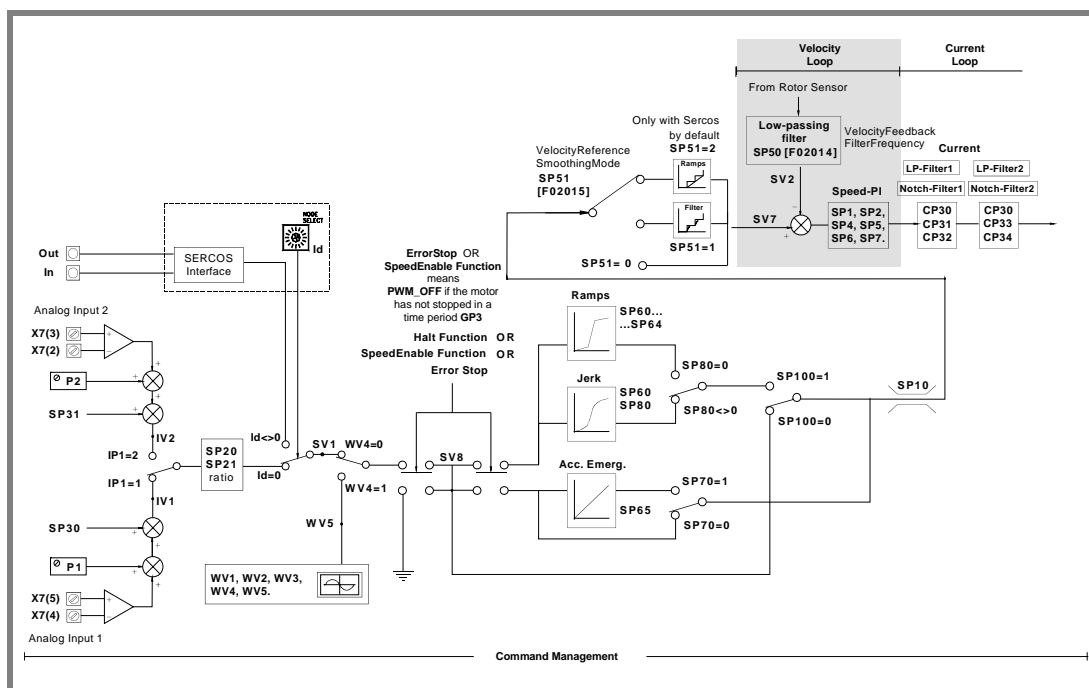 Velocity
Loop
Current
Loop
From Rotor Sensor
Only with Sercos
by default
SP51=2
Low-passing
filter
SP50 [F02014]
VelocityFeedback
FilterFrequency
VelocityReference
SmoothingMode
SP51
[F02015]
Ramps
Current
LP-Filter1
LP-Filter2
SV2
Speed-PI
Notch-Filter1
Notch-Filter2
Filter
SV7
SP1, SP2,
SP4, SP5,
SP6, SP7.
CP30
CP31
CP32
CP30
CP33
CP34
SP51=1
SP51= 0
NODE
SELECT
Id
Out
In
SERCOS
Interface
ErrorStop OR
SpeedEnable Function
means
PWM_OFF if the motor
has not stopped in a
time period GP3
Halt Function OR
SpeedEnable Function OR
Error Stop
Ramps
SP60...
...SP64
Analog Input 2
X7(3)
X7(2)
P2
SP31
IV2
IP1=2
IP1=1
IV1
SP20
SP21
ratio
Id<>0
Id=0
SV1
WV4=0
WV4=1
SV8
Jerk
SP60
SP80
SP80=0
SP80<>0
SP100=1
SP100=0
SP10
Acc. Emerg.
SP65
SP70=1
SP70=0
SP30
P1
X7(5)
X7(4)
Analog Input 1
WV5
WV1, WV2, WV3,
WV4, WV5.
Command Management